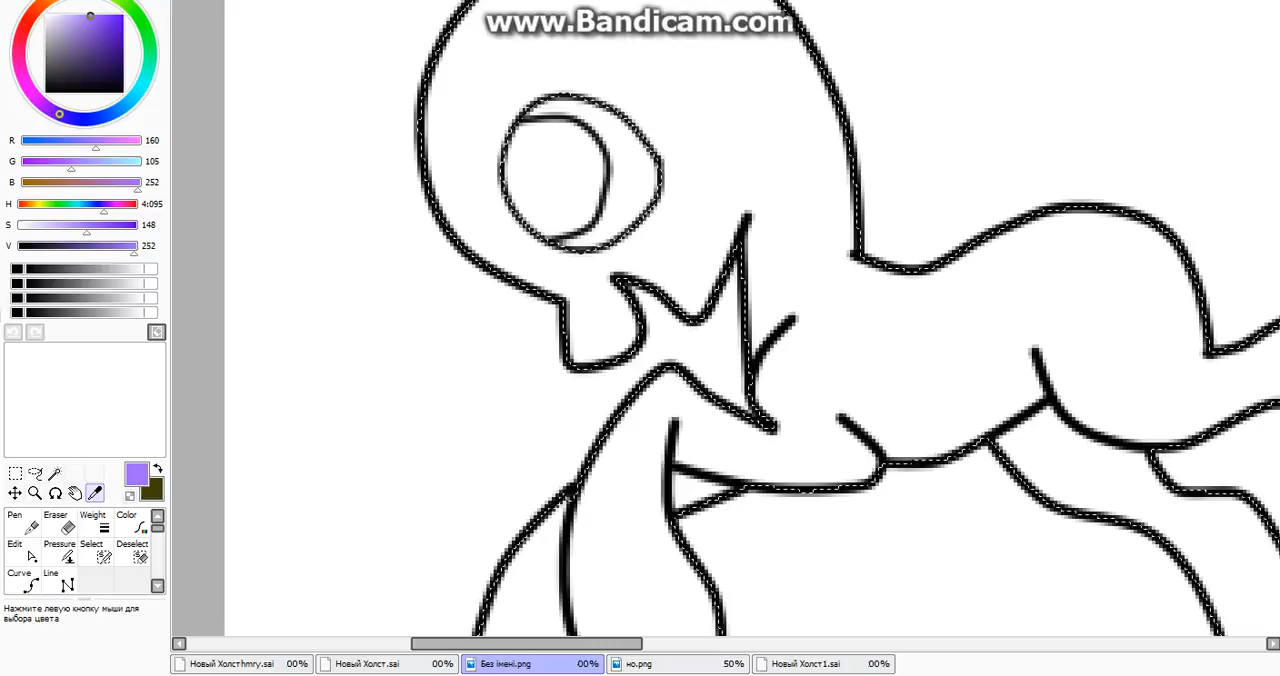 www.Bandicam.com
R 160
G 105
B 252
H 4:095
S 148
V 252
Pen Eraser Weight Color
Edit Pressure Select Deselect
Curve Line
Нажмите левую кнопку мыши для
выбора цвета
Новый Холстhmry.sai 00% Новый Холст.sai 00% Без імені.png 00% но.png 50% Новый Холст1.sai 00%